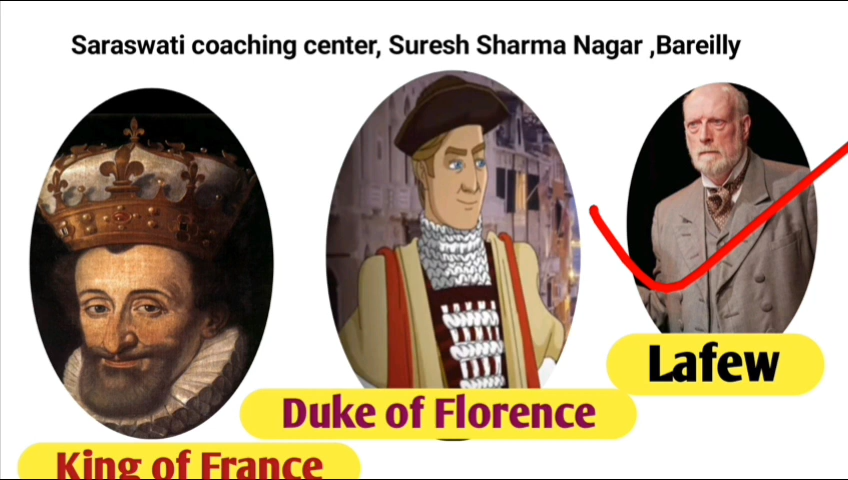 Saraswati coaching center, Suresh Sharma Nagar ,Bareilly
Lafew
Duke of Florence
King of France